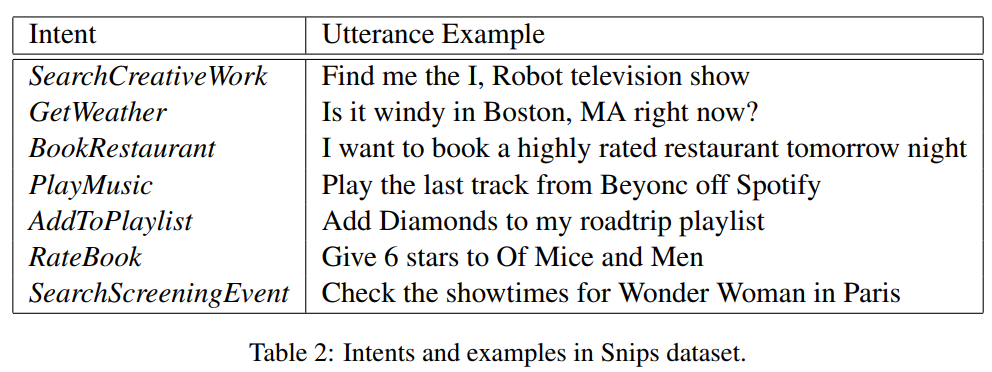 Intent Utterance Example
SearchCreativeWork Find me the I, Robot television show
GetWeather Is it windy in Boston, MA right now?
BookRestaurant I want to book a highly rated restaurant tomorrow night
PlayMusic Play the last track from Beyonc off Spotify
AddToPlaylist Add Diamonds to my roadtrip playlist
RateBook Give 6 stars to Of Mice and Men
SearchScreeningEvent Check the showtimes for Wonder Woman in Paris
Table 2: Intents and examples in Snips dataset.